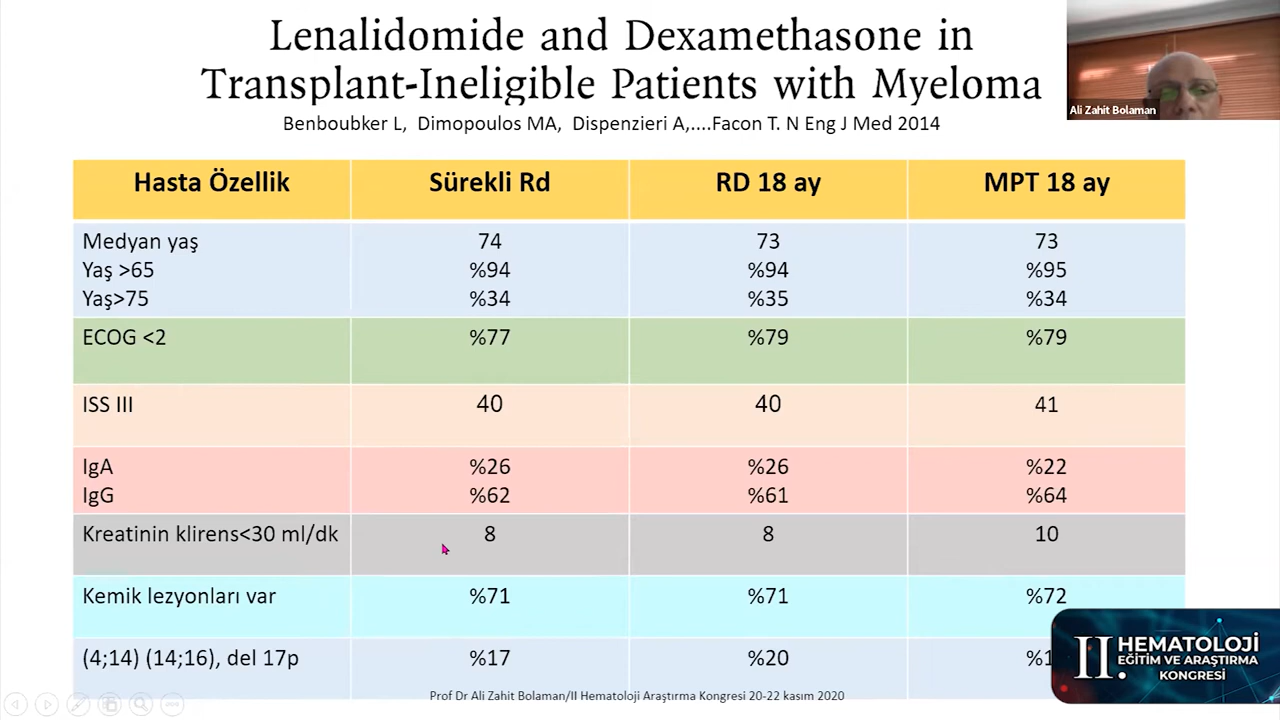 Lenalidomide and Dexamethasone in
Transplant-Ineligible Patients with Myeloma
Benboubker L, Dimopoulos MA, Dispenzieri A,....Facon T. N Eng J Med 2014
Ali Zahit Bolaman
Hasta Özellik Sürekli Rd RD 18 ay MPT 18 ay
Medyan yaş 74 73 73
Yaş >65 %94 %94 %95
Yaş>75 %34 %35 %34
ECOG <2 %77 %79 %79
ISS III 40 40 41
IgA %26 %26 %22
IgG %62 %61 %64
Kreatinin klirens<30 ml/dk 8 8 10
Kemik lezyonları var %71 %71 %72
(4;14) (14;16), del 17p %17 %20
Prof Dr Ali Zahit Bolaman/II Hematoloji Araştırma Kongresi 20-22 kasım 2020
II. HEMATOLOJİ
EĞİTİM VE ARAŞTIRMA
KONGRESİ